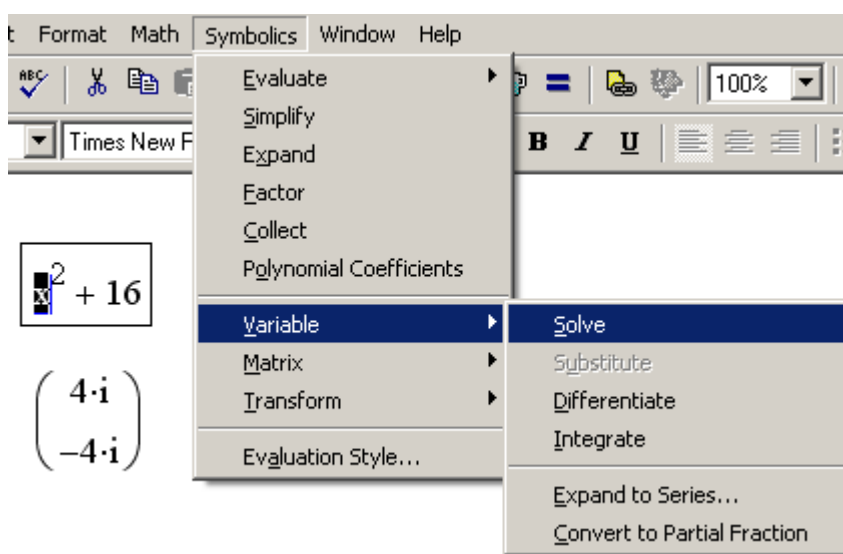 t Format Math Symbolics Window Help
ABC 100%
Times New F B I U
Evaluate
Simplify
Expand
Factor
Collect
Polynomial Coefficients
Variable
Matrix
Transform
Evaluation Style...
Solve
Substitute
Differentiate
Integrate
Expand to Series...
Convert to Partial Fraction
x² + 16
4·i
−4·i